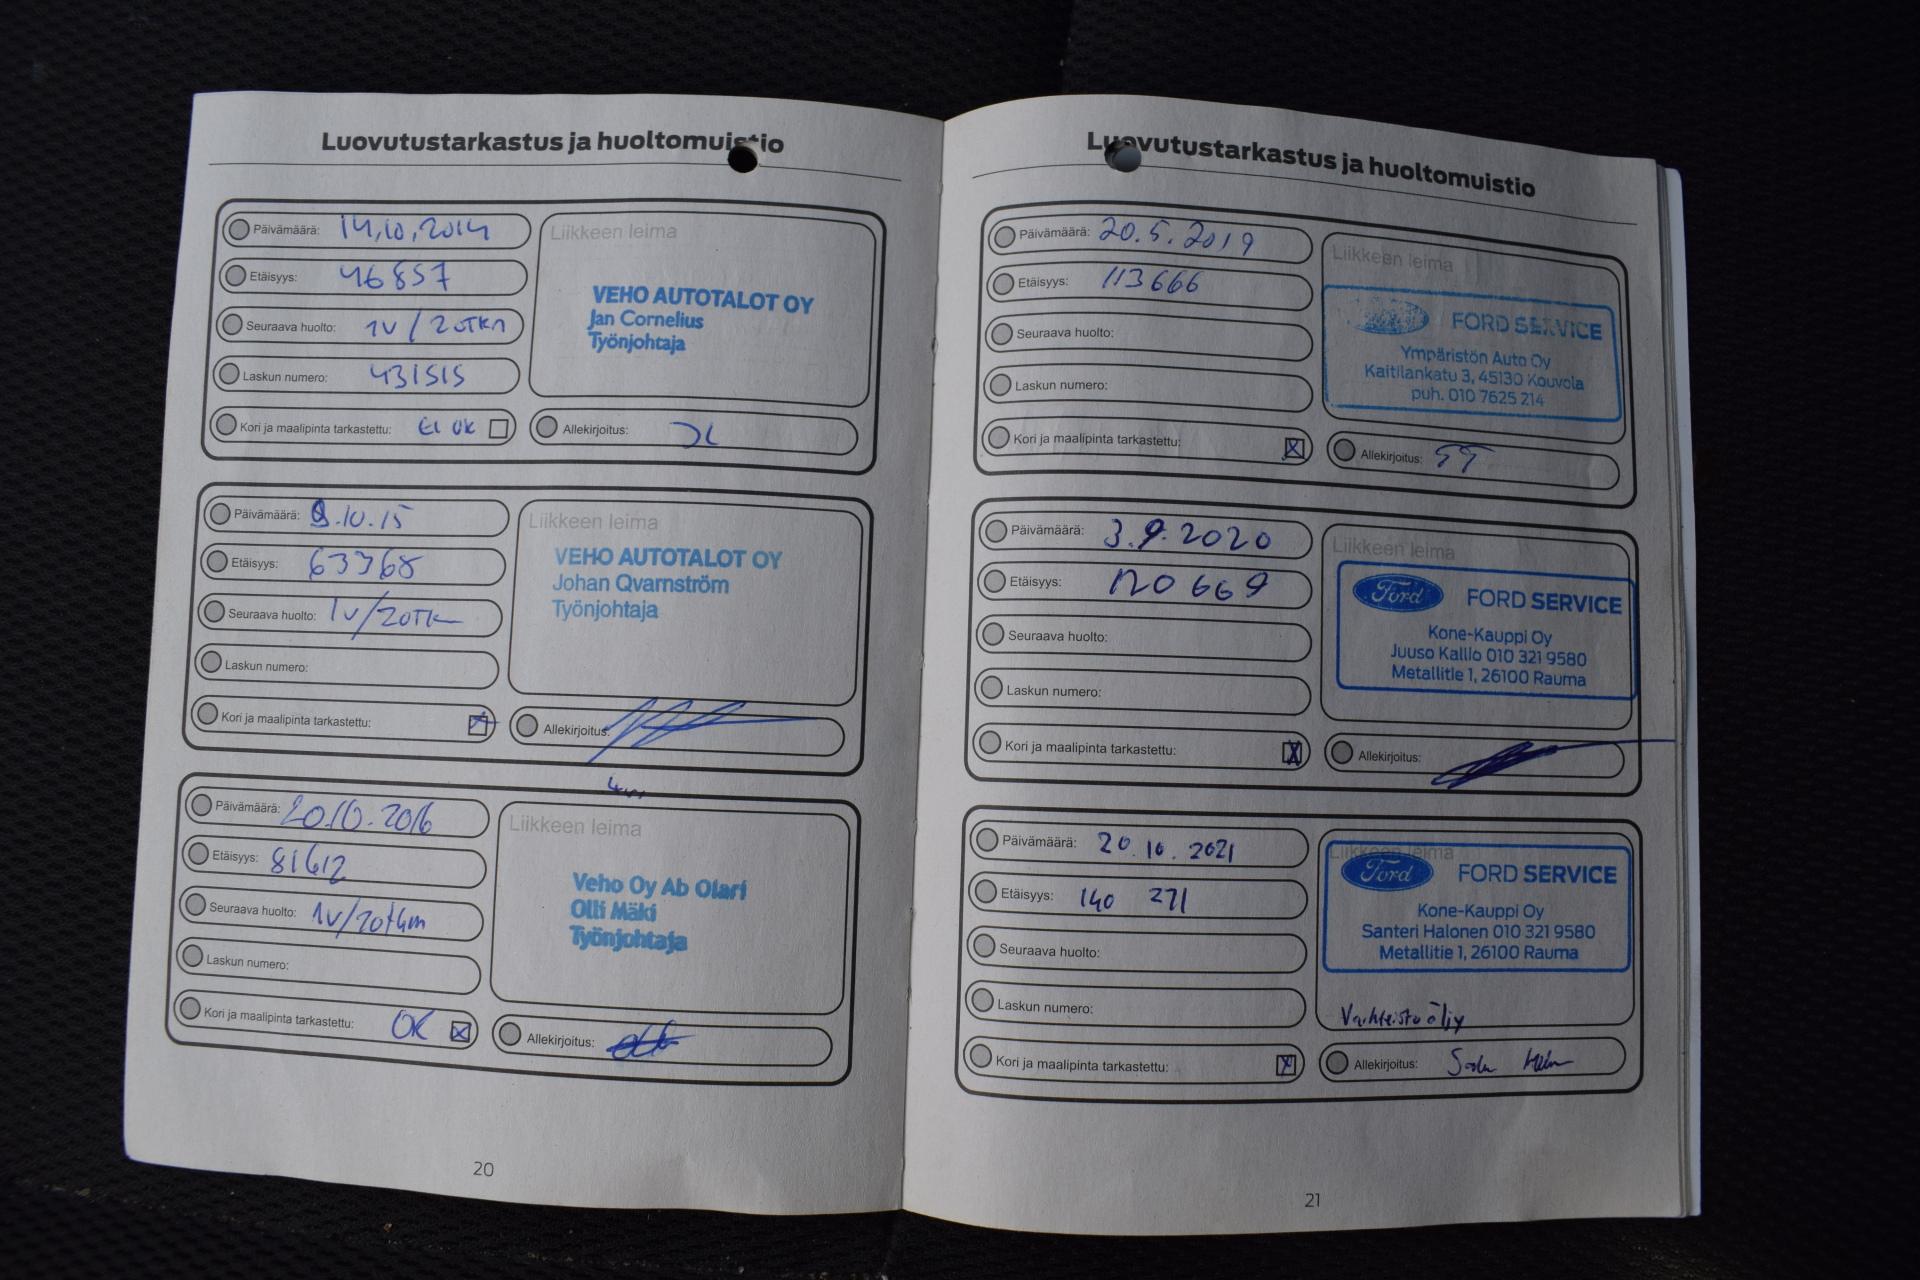 Luovutustarkastus ja huoltomuistio
Päivämäärä: 14.10.2014
Etäisyys: 46857
Seuraava huolto: 1V / 20TKM
Laskun numero: 431515
Kori ja maalipinta tarkastettu: EI OK
Liikkeen leima
VEHO AUTOTALOT OY
Jan Cornelius
Työnjohtaja
Allekirjoitus:
Päivämäärä: 9.10.15
Etäisyys: 63368
Seuraava huolto: 1V/20TK
Laskun numero:
Kori ja maalipinta tarkastettu:
Liikkeen leima
VEHO AUTOTALOT OY
Johan Qvarnström
Työnjohtaja
Allekirjoitus:
Päivämäärä: 20.10.2016
Etäisyys: 81612
Seuraava huolto: 1V/20tkm
Laskun numero:
Kori ja maalipinta tarkastettu: OK
Liikkeen leima
Veho Oy Ab Olari
Olli Mäki
Työnjohtaja
Allekirjoitus:
20
Luovutustarkastus ja huoltomuistio
Päivämäärä: 20.5.2019
Etäisyys: 113666
Seuraava huolto:
Laskun numero:
Kori ja maalipinta tarkastettu:
Liikkeen leima
FORD SERVICE
Ympäristön Auto Oy
Kaitilankatu 3, 45130 Kouvola
puh. 010 7625 214
Allekirjoitus:
Päivämäärä: 3.9.2020
Etäisyys: 120669
Seuraava huolto:
Laskun numero:
Kori ja maalipinta tarkastettu:
Liikkeen leima
Ford FORD SERVICE
Kone-Kauppi Oy
Juuso Kallio 010 321 9580
Metallitie 1, 26100 Rauma
Allekirjoitus:
Päivämäärä: 20.10.2021
Etäisyys: 140 271
Seuraava huolto:
Laskun numero:
Kori ja maalipinta tarkastettu:
Liikkeen leima
Ford FORD SERVICE
Kone-Kauppi Oy
Santeri Halonen 010 321 9580
Metallitie 1, 26100 Rauma
Vaihteistoöljy
Allekirjoitus:
21